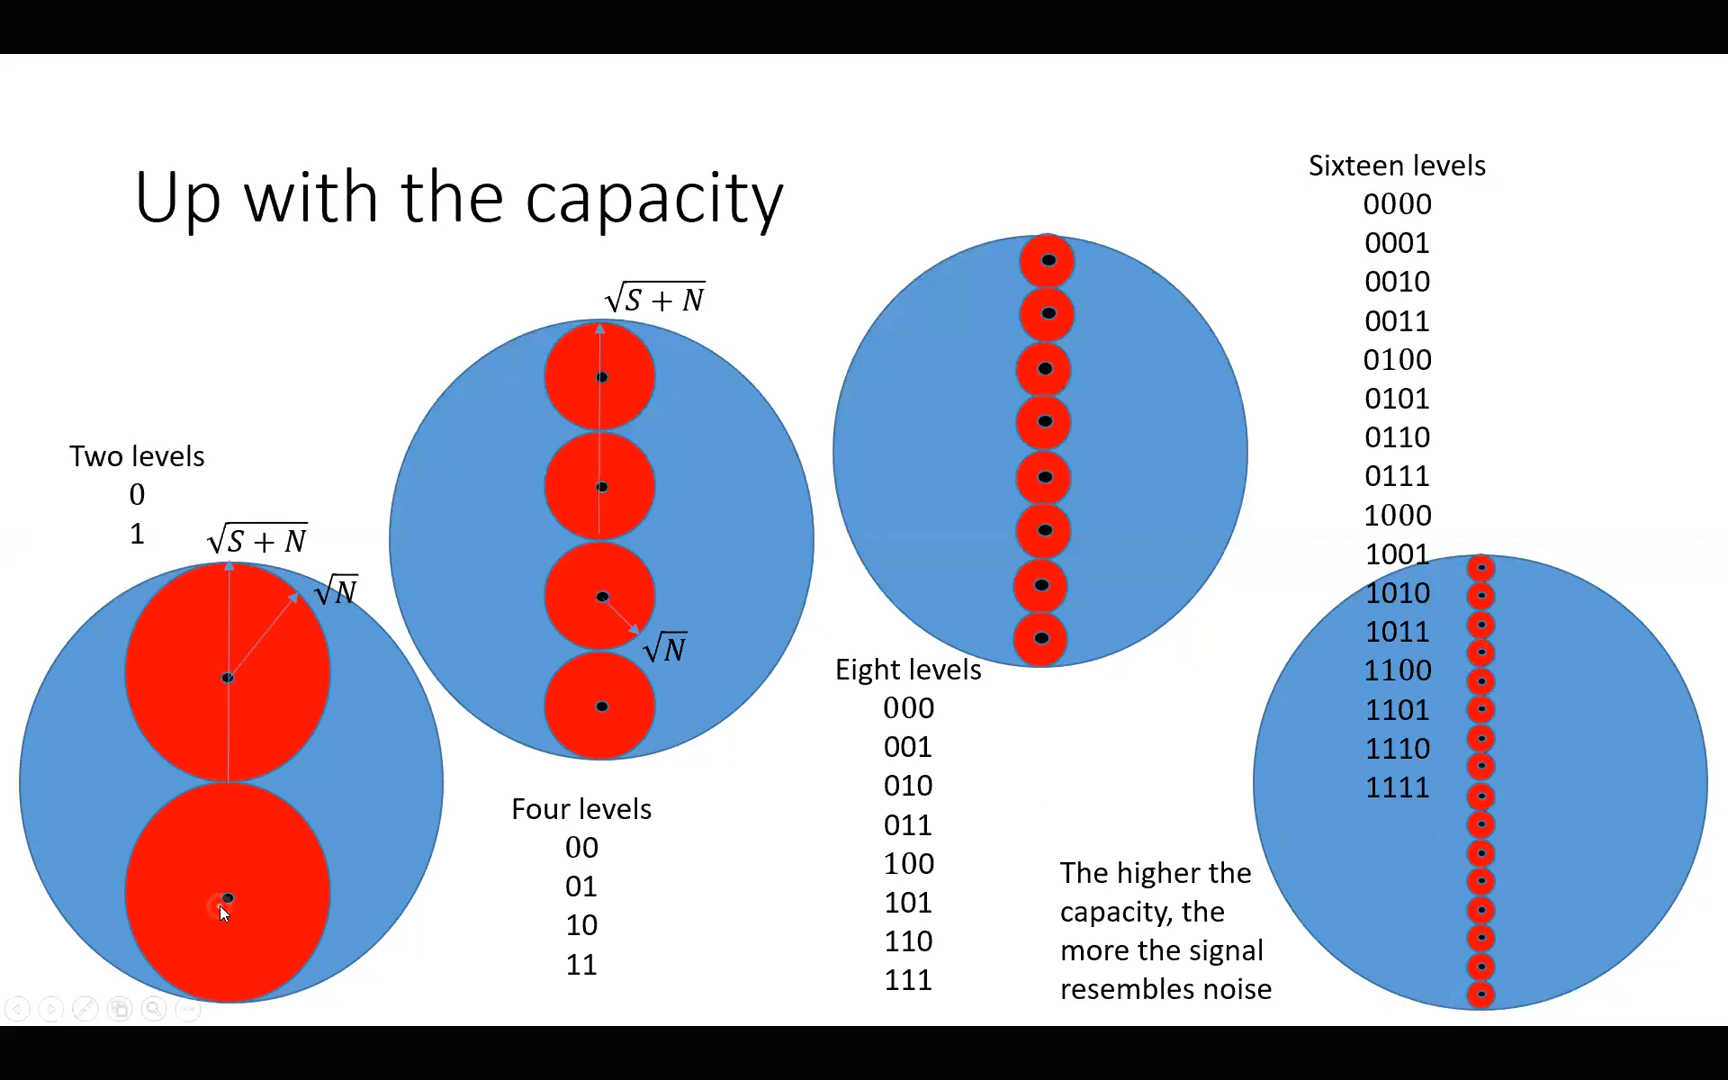 Up with the capacity
Two levels
0
1
√S + N
√N
√S + N
√N
Four levels
00
01
10
11
Eight levels
000
001
010
011
100
101
110
111
Sixteen levels
0000
0001
0010
0011
0100
0101
0110
0111
1000
1001
1010
1011
1100
1101
1110
1111
The higher the
capacity, the
more the signal
resembles noise